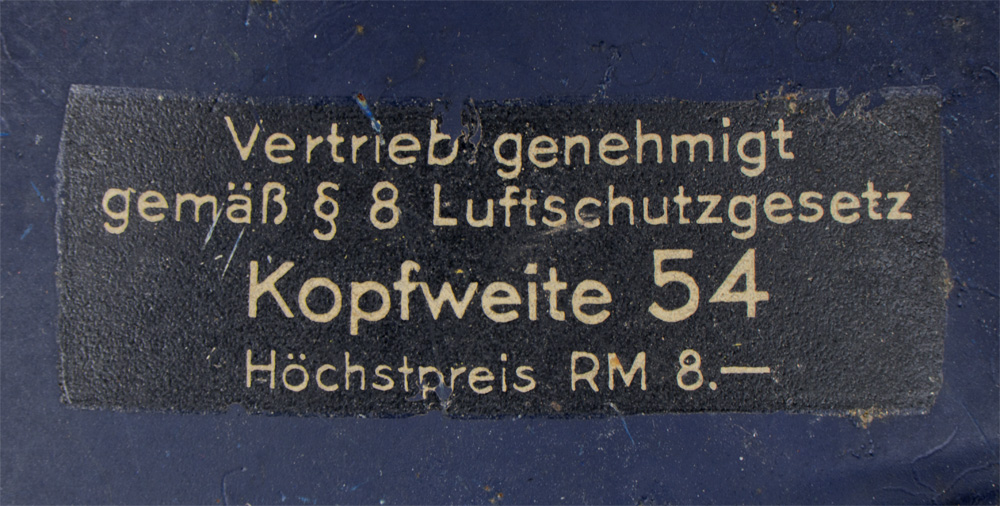 Vertrieb genehmigt
gemäß § 8 Luftschutzgesetz
Kopfweite 54
Höchstpreis RM 8.—